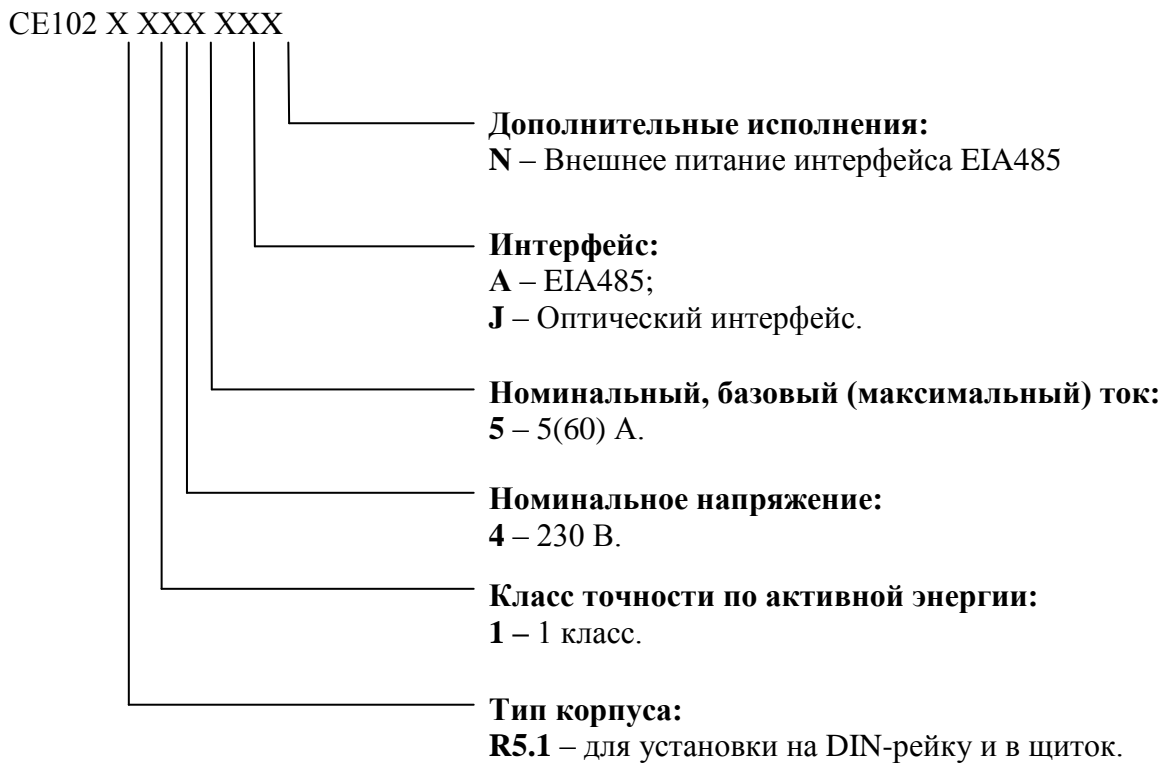 CE102 X XXX XXX
Дополнительные исполнения:
N – Внешнее питание интерфейса EIA485
Интерфейс:
A – EIA485;
J – Оптический интерфейс.
Номинальный, базовый (максимальный) ток:
5 – 5(60) А.
Номинальное напряжение:
4 – 230 В.
Класс точности по активной энергии:
1 – 1 класс.
Тип корпуса:
R5.1 – для установки на DIN-рейку и в щиток.